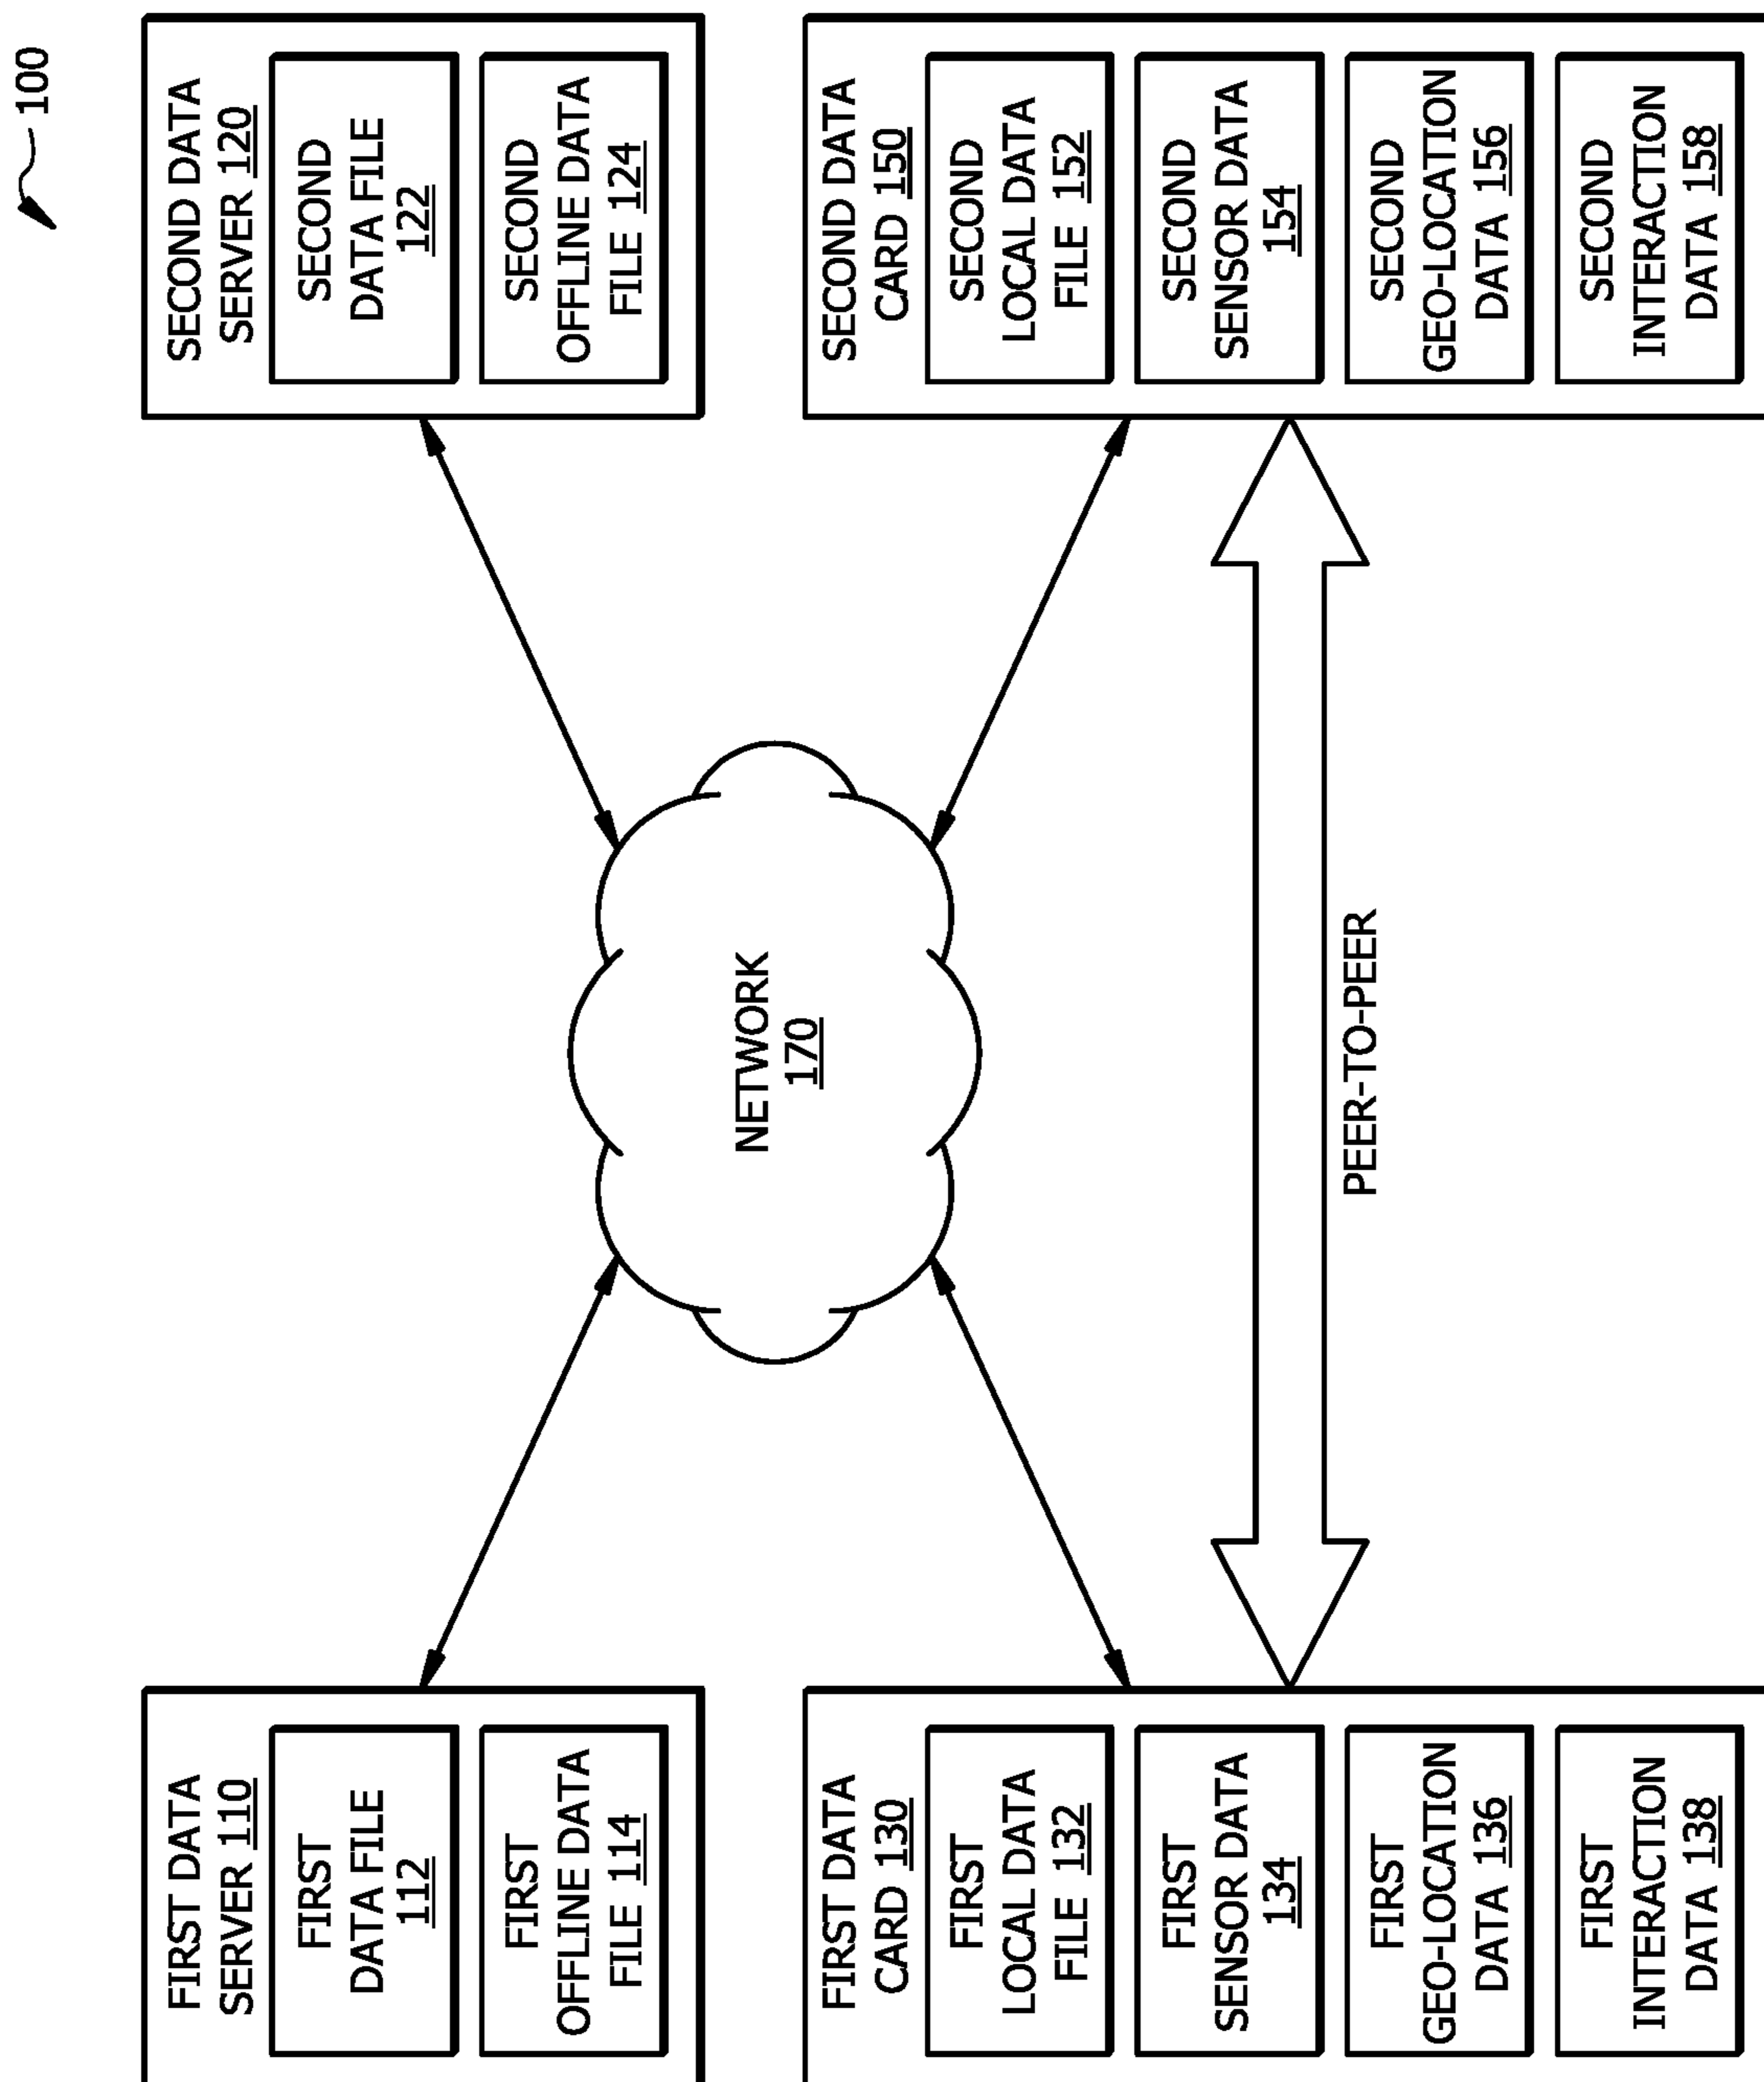 100
FIRST DATA
SERVER 110
FIRST
DATA FILE
112
FIRST
OFFLINE DATA
FILE 114
SECOND DATA
SERVER 120
SECOND
DATA FILE
122
SECOND
OFFLINE DATA
FILE 124
NETWORK
170
FIRST DATA
CARD 130
FIRST
LOCAL DATA
FILE 132
FIRST
SENSOR DATA
134
FIRST
GEO-LOCATION
DATA 136
FIRST
INTERACTION
DATA 138
PEER-TO-PEER
SECOND DATA
CARD 150
SECOND
LOCAL DATA
FILE 152
SECOND
SENSOR DATA
154
SECOND
GEO-LOCATION
DATA 156
SECOND
INTERACTION
DATA 158